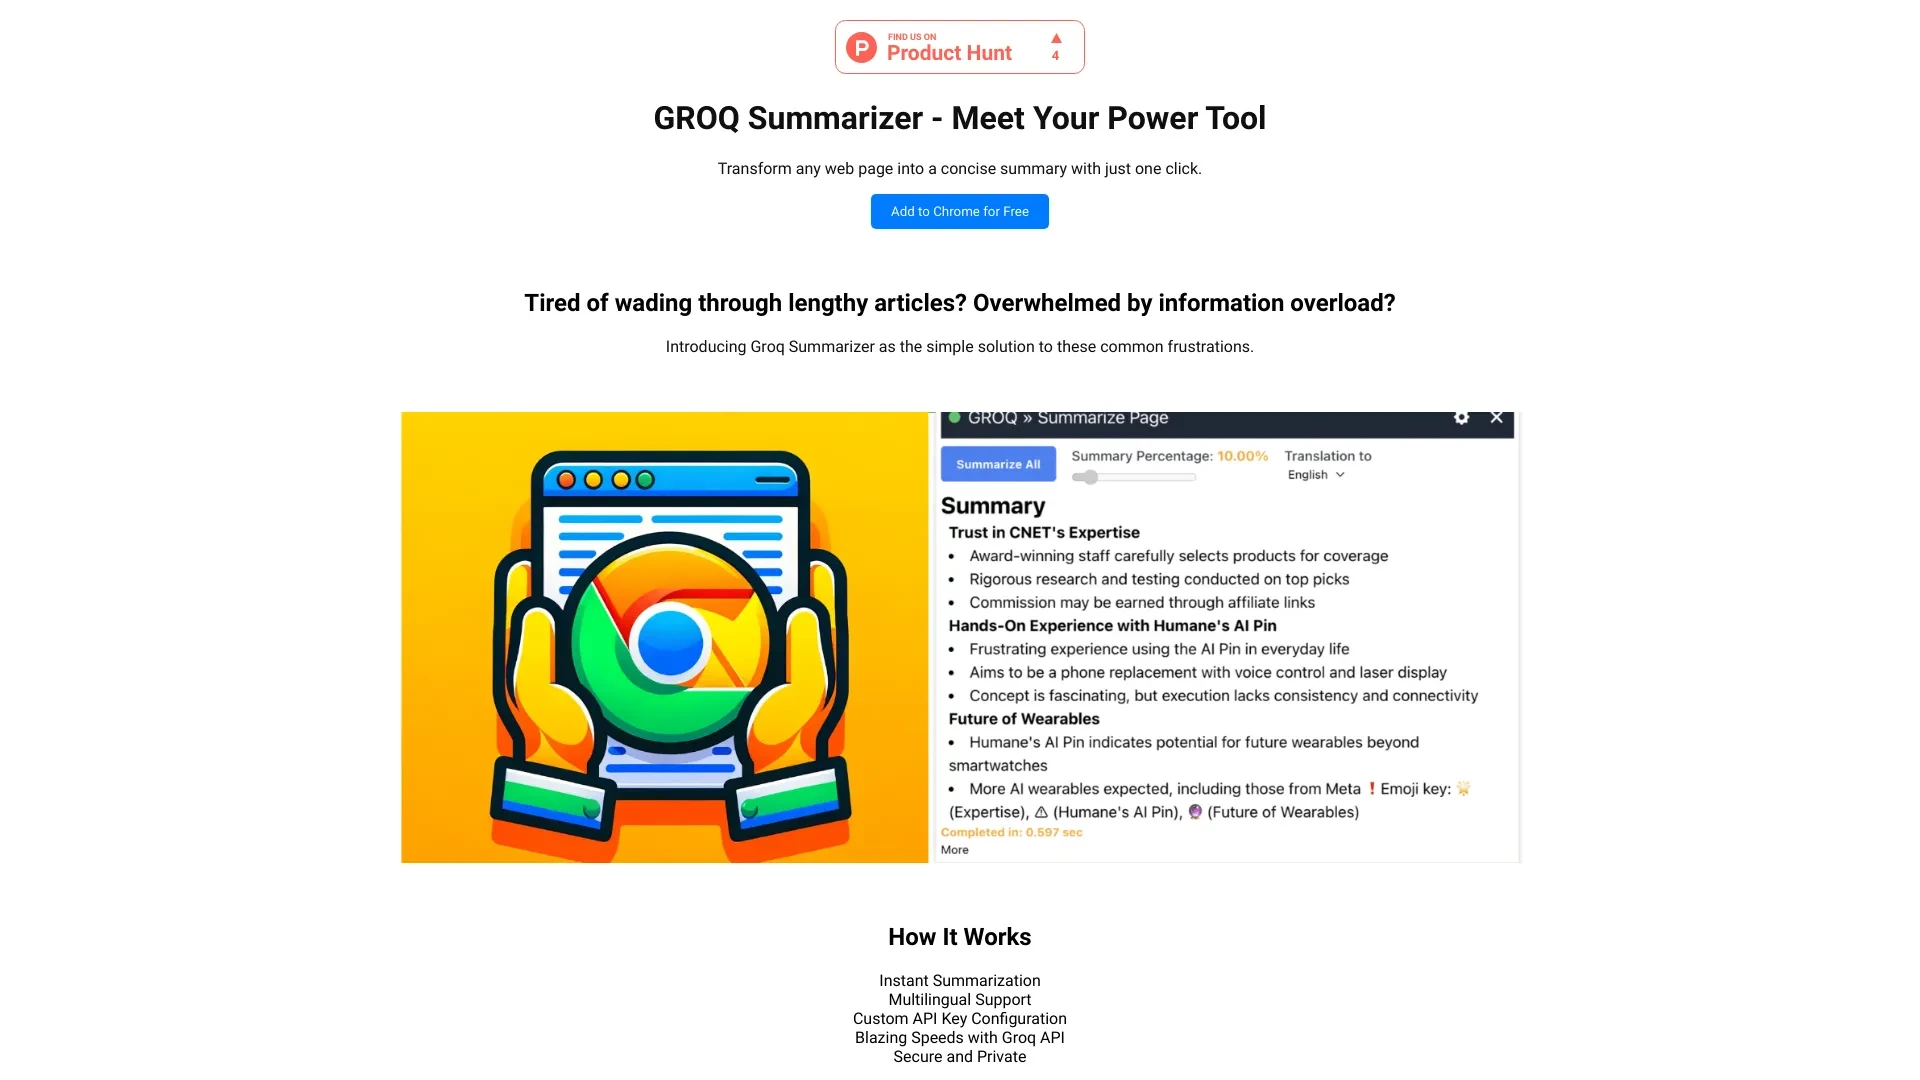 FIND US ON
Product Hunt
4
GROQ Summarizer - Meet Your Power Tool
Transform any web page into a concise summary with just one click.
Add to Chrome for Free
Tired of wading through lengthy articles? Overwhelmed by information overload?
Introducing Groq Summarizer as the simple solution to these common frustrations.
GROQ » Summarize Page
Summarize All
Summary Percentage: 10.00%
Translation to
English
Summary
Trust in CNET's Expertise
• Award-winning staff carefully selects products for coverage
• Rigorous research and testing conducted on top picks
• Commission may be earned through affiliate links
Hands-On Experience with Humane's AI Pin
• Frustrating experience using the AI Pin in everyday life
• Aims to be a phone replacement with voice control and laser display
• Concept is fascinating, but execution lacks consistency and connectivity
Future of Wearables
• Humane's AI Pin indicates potential for future wearables beyond
smartwatches
• More AI wearables expected, including those from Meta ❗ Emoji key: 🌟
(Expertise), ⚠ (Humane's AI Pin), 🔮 (Future of Wearables)
Completed in: 0.597 sec
More
How It Works
Instant Summarization
Multilingual Support
Custom API Key Configuration
Blazing Speeds with Groq API
Secure and Private